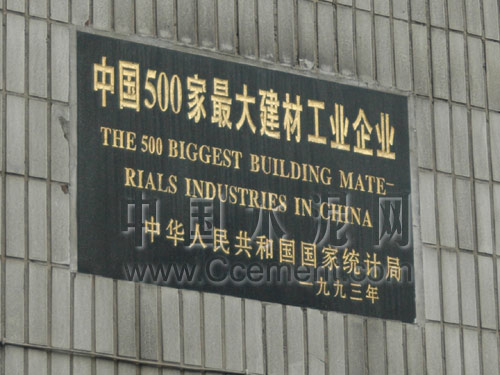 中国500家最大建材工业企业
THE 500 BIGGEST BUILDING MATE-
RIALS INDUSTRIES IN CHINA
中国水泥网
中华人民共和国国家统计局
www.Ccement.com
一九九三年